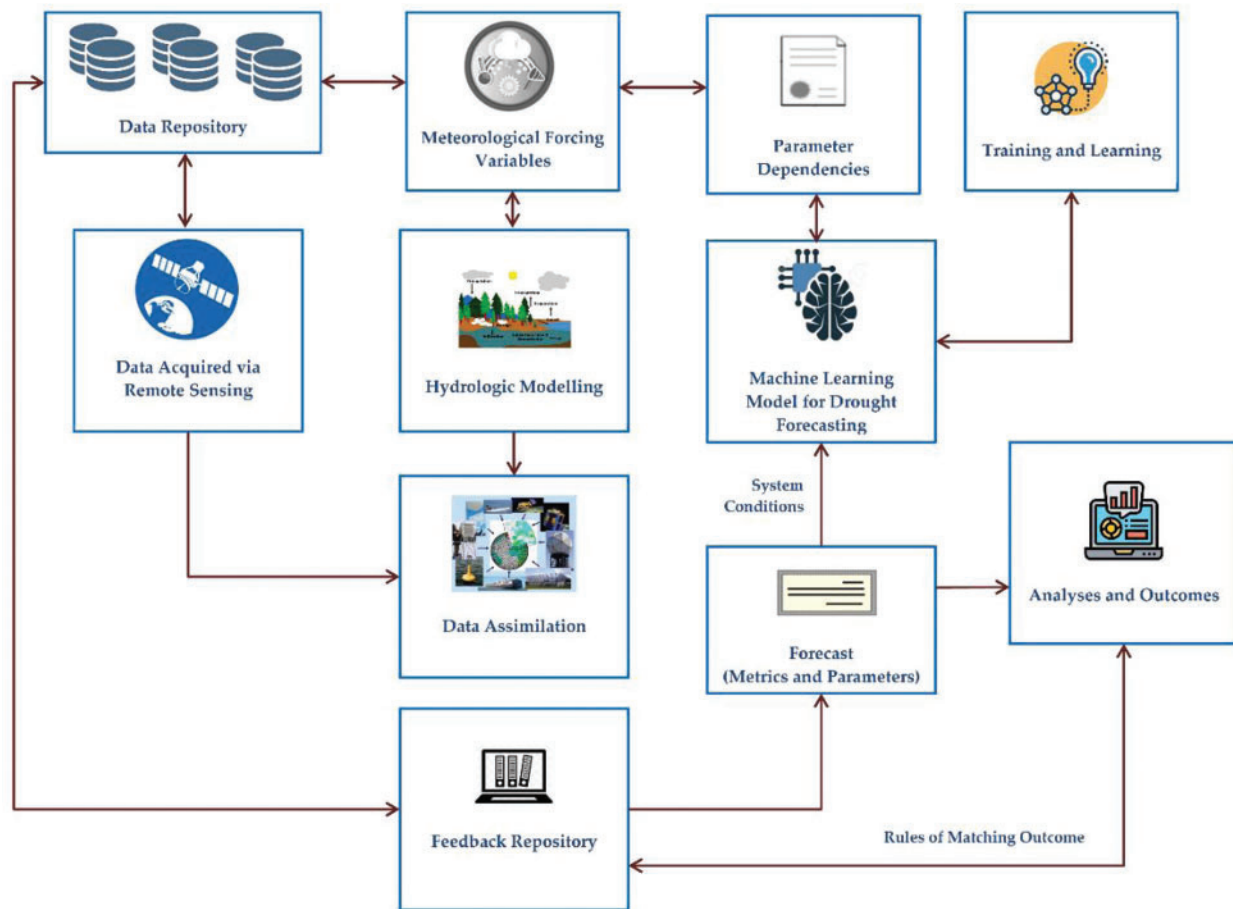 Data Repository
Meteorological Forcing
Variables
Parameter
Dependencies
Training and Learning
Data Acquired via
Remote Sensing
Hydrologic Modelling
Machine Learning
Model for Drought
Forecasting
System
Conditions
Data Assimilation
Forecast
(Metrics and Parameters)
Analyses and Outcomes
Feedback Repository
Rules of Matching Outcome